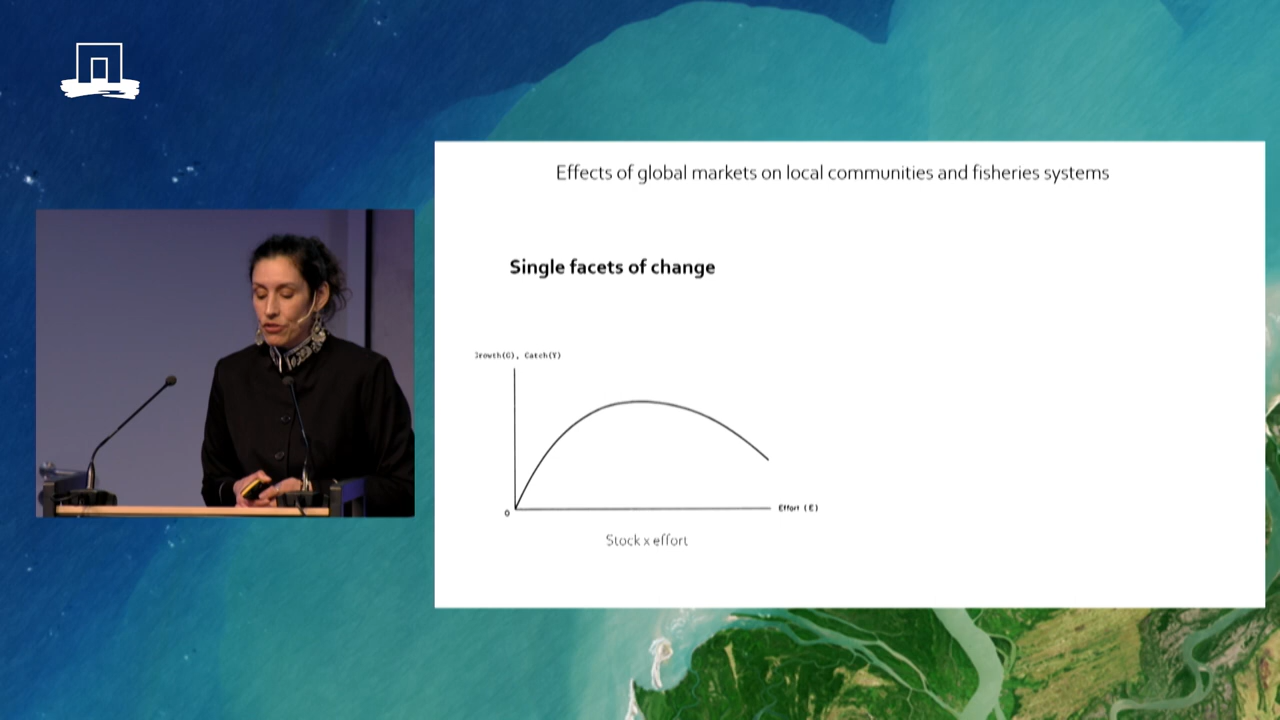 Effects of global markets on local communities and fisheries systems
Single facets of change
Growth(G), Catch(Y)
0
Effort (E)
Stock x effort